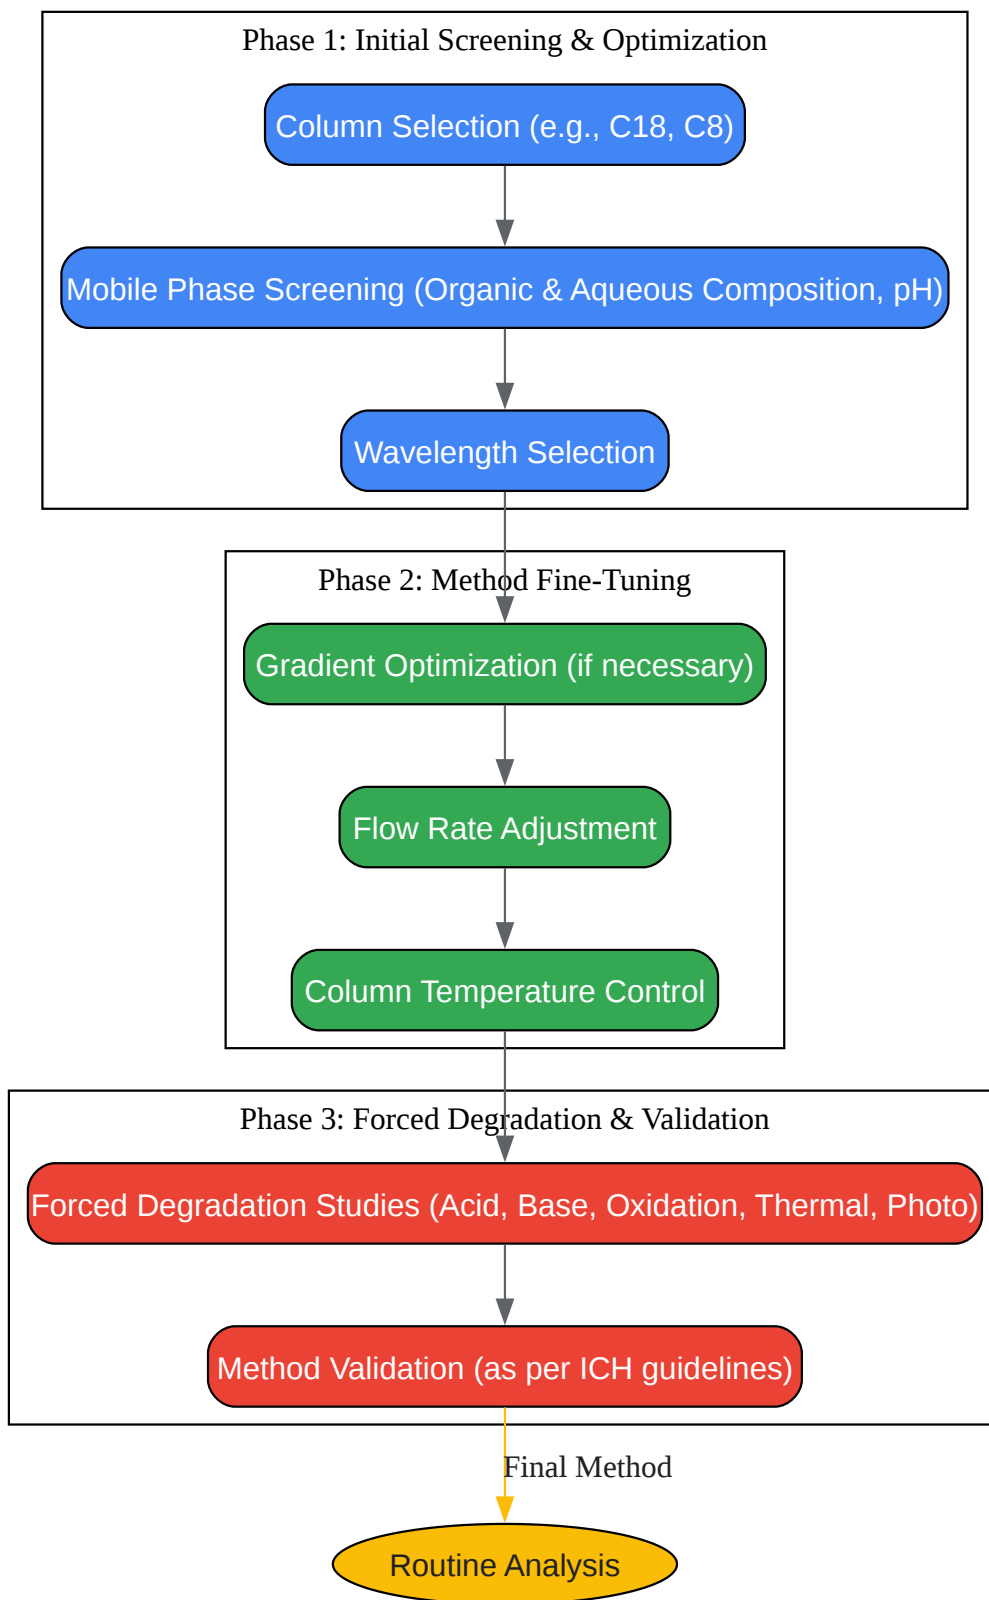 Phase 1: Initial Screening & Optimization
Column Selection (e.g., C18, C8)
Mobile Phase Screening (Organic & Aqueous Composition, pH)
Wavelength Selection
Phase 2: Method Fine-Tuning
Gradient Optimization (if necessary)
Flow Rate Adjustment
Column Temperature Control
Phase 3: Forced Degradation & Validation
Forced Degradation Studies (Acid, Base, Oxidation, Thermal, Photo)
Method Validation (as per ICH guidelines)
Final Method
Routine Analysis